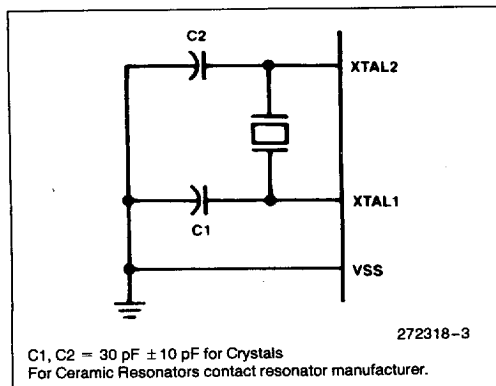 C2
XTAL2
XTAL1
C1
VSS
272318-3
C1, C2 = 30 pF ±10 pF for Crystals
For Ceramic Resonators contact resonator manufacturer.